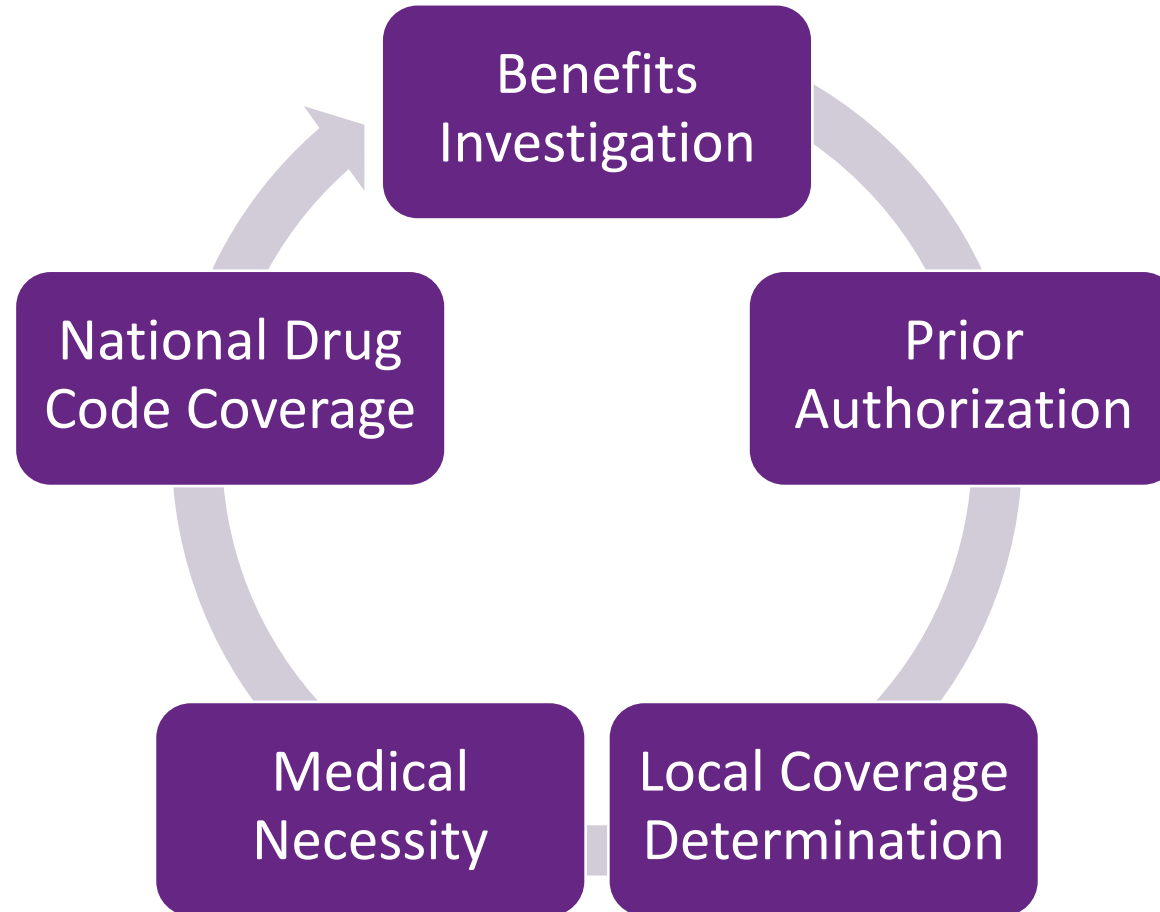 Benefits
Investigation
Prior
Authorization
Local Coverage
Determination
Medical
Necessity
National Drug
Code Coverage